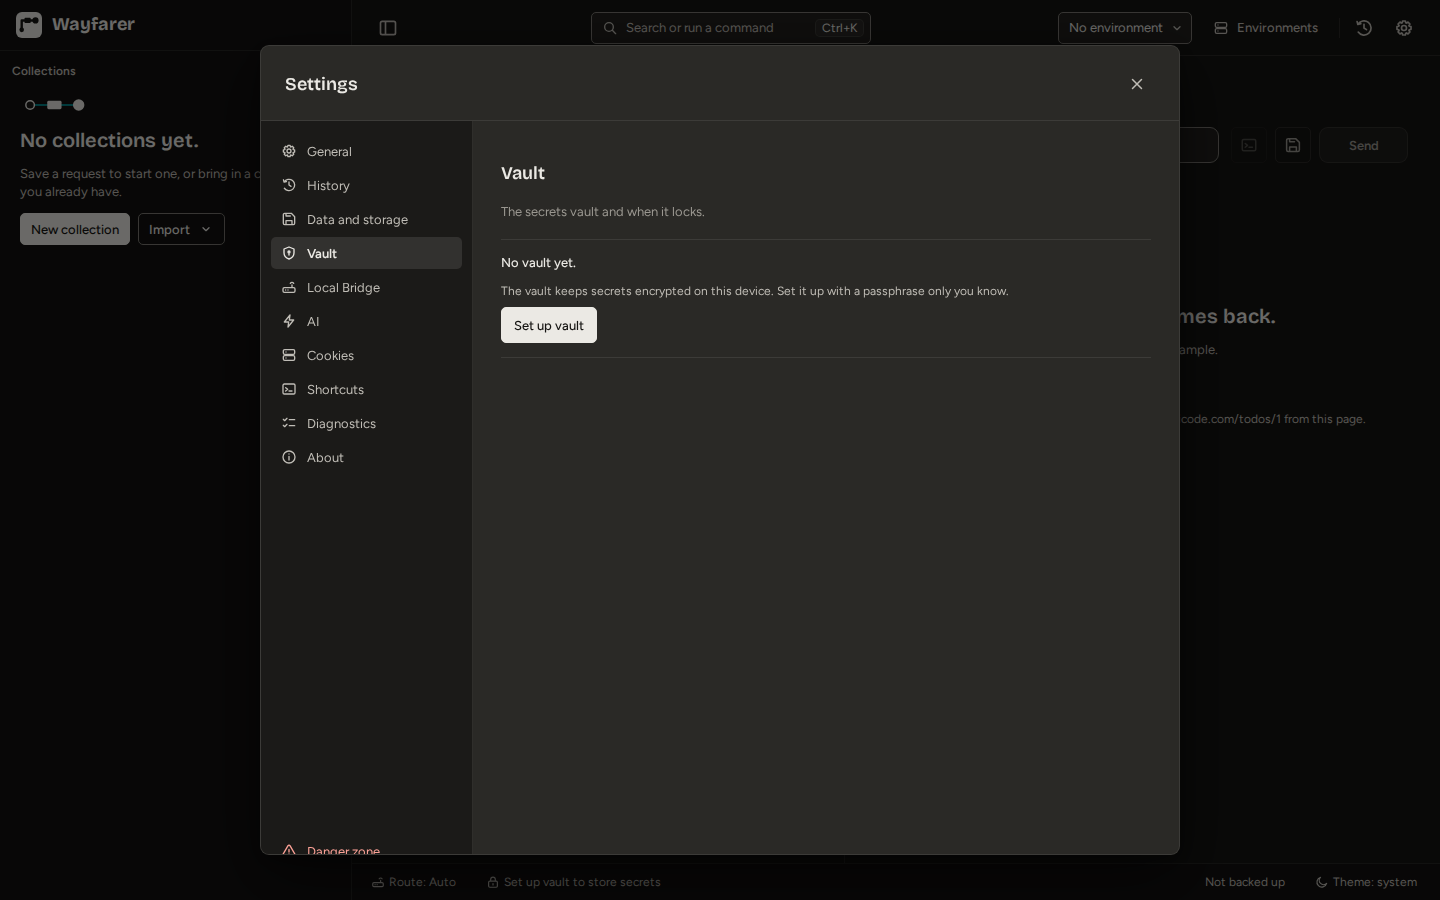 Wayfarer
Search or run a command
Ctrl+K
No environment
Environments
Collections
No collections yet.
Save a request to start one, or bring in a c
you already have.
New collection
Import
Send
mes back.
ample.
code.com/todos/1 from this page.
Settings
General
History
Data and storage
Vault
Local Bridge
AI
Cookies
Shortcuts
Diagnostics
About
Danger zone
Vault
The secrets vault and when it locks.
No vault yet.
The vault keeps secrets encrypted on this device. Set it up with a passphrase only you know.
Set up vault
Route: Auto
Set up vault to store secrets
Not backed up
Theme: system